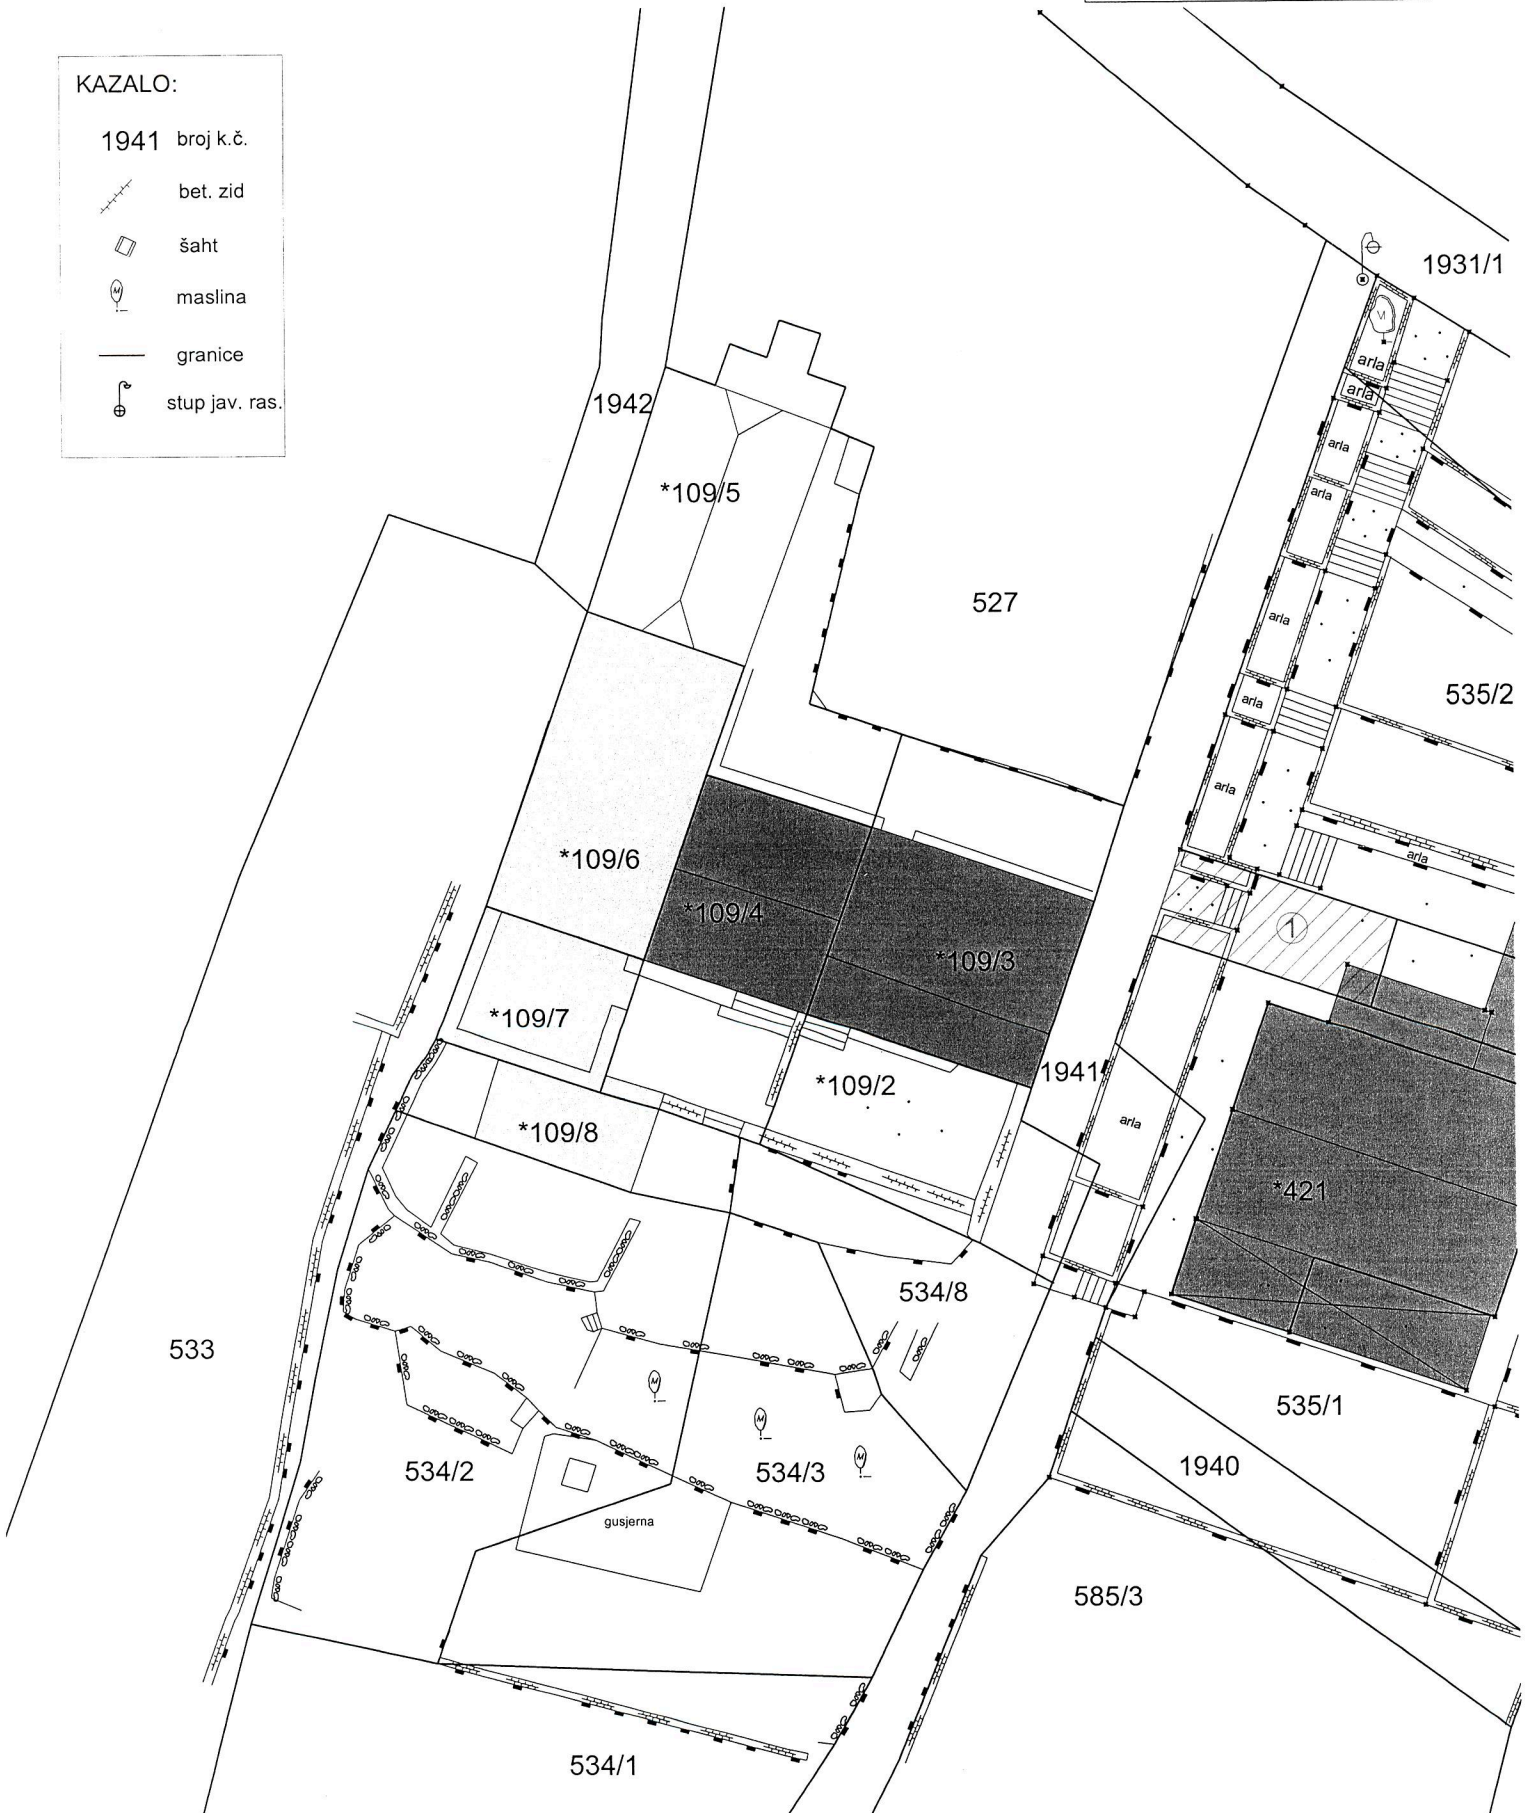 KAZALO:
1941 broj k.č.
bet. zid
šaht
M maslina
granice
stup jav. ras.
1931/1
M
arla
1942
arla
arla
*109/5
arla
527
arla
535/2
arla
arla
*109/6
arla
*109/4
1
*109/3
*109/7
1941
*109/2
arla
*109/8
*421
534/8
533
M
535/1
M
M
534/2
534/3
1940
gusjerna
585/3
534/1